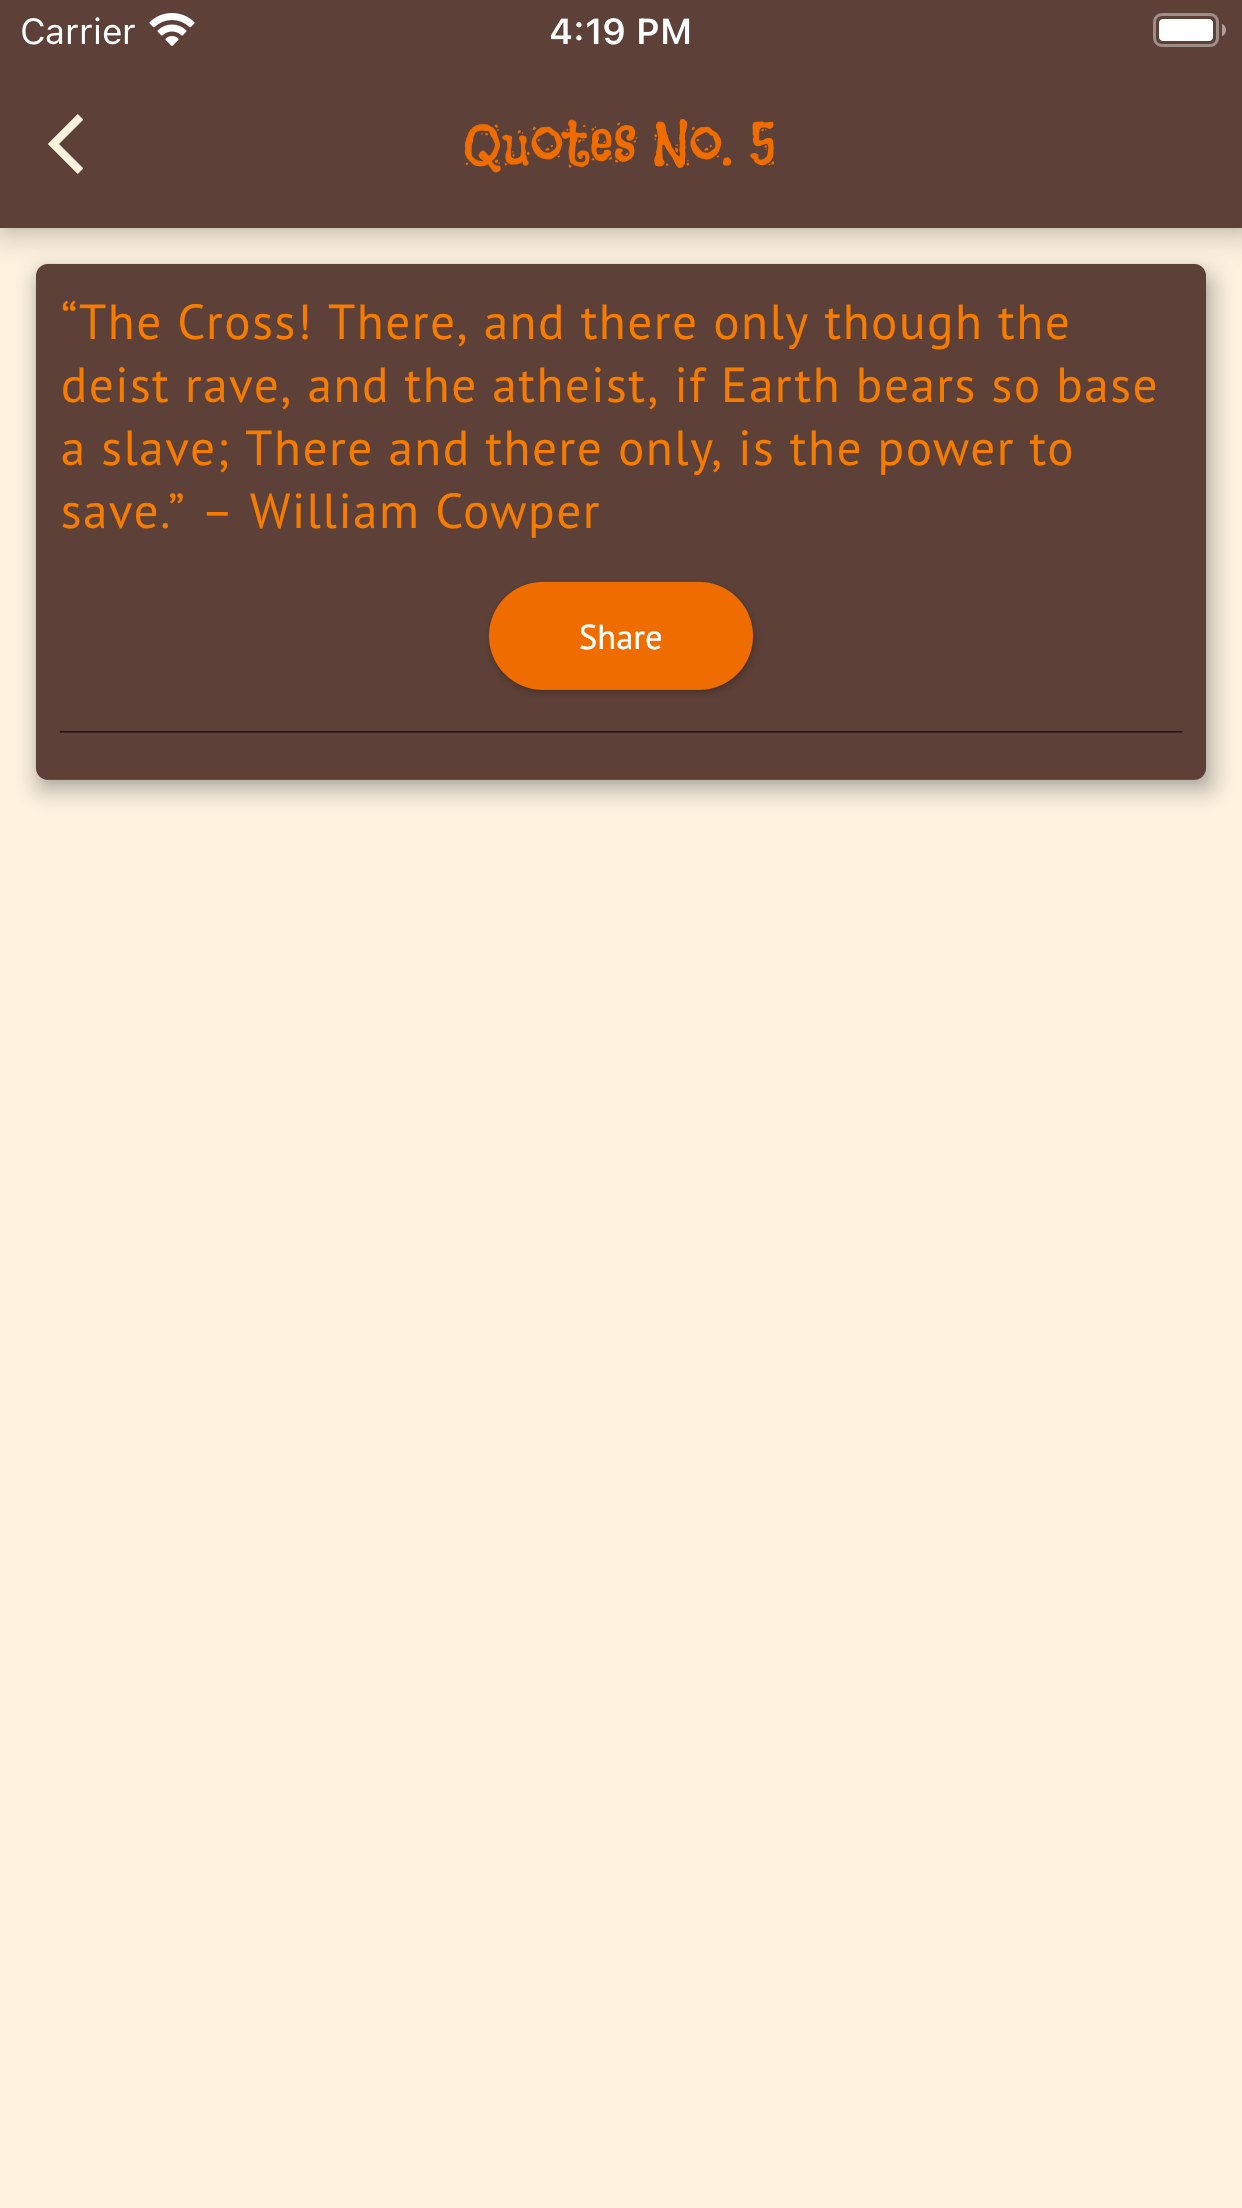 Carrier 4:19 PM
Quotes No. 5
“The Cross! There, and there only though the
deist rave, and the atheist, if Earth bears so base
a slave; There and there only, is the power to
save.” – William Cowper
Share